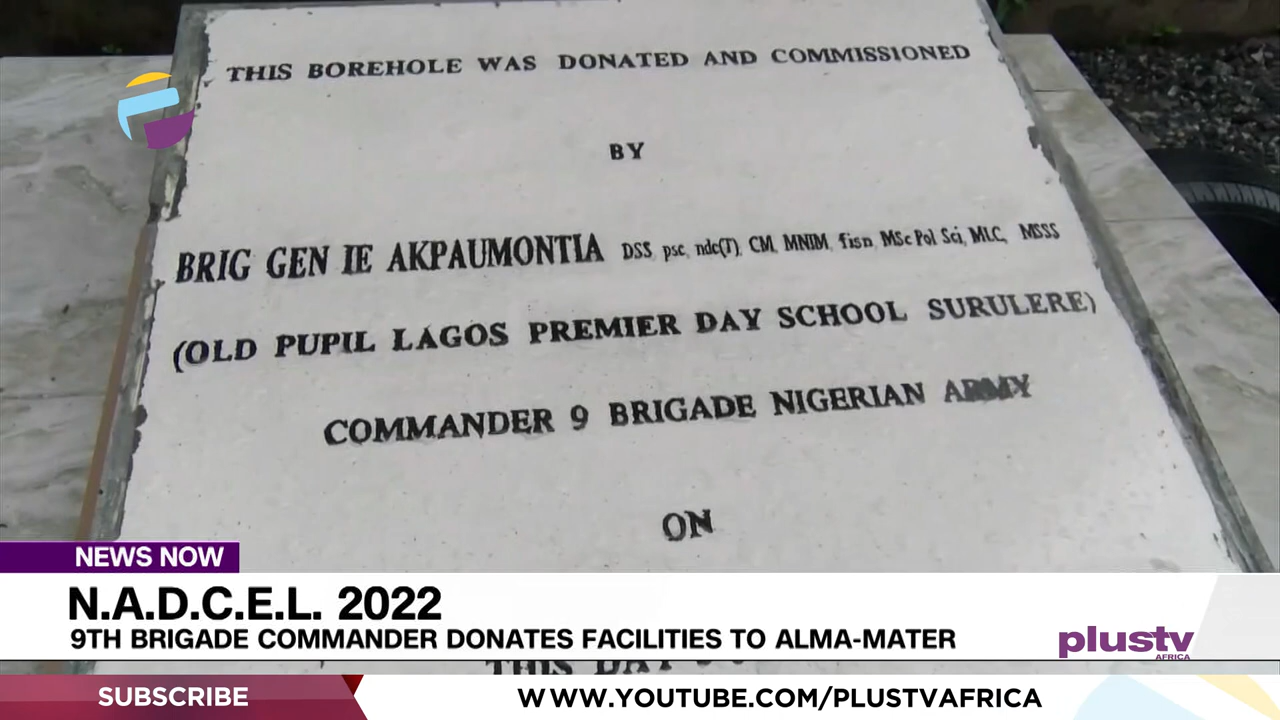 THIS BOREHOLE WAS DONATED AND COMMISSIONED
BY
BRIG GEN IE AKPAUMONTIA DSS, psc, ndc(T), CM, MNIM, fisn, MSc Pol Sci, MLC, MSSS
(OLD PUPIL LAGOS PREMIER DAY SCHOOL SURULERE)
COMMANDER 9 BRIGADE NIGERIAN ARMY
ON
NEWS NOW
N.A.D.C.E.L. 2022
9TH BRIGADE COMMANDER DONATES FACILITIES TO ALMA-MATER
plustv
AFRICA
THIS DAY
SUBSCRIBE
WWW.YOUTUBE.COM/PLUSTVAFRICA